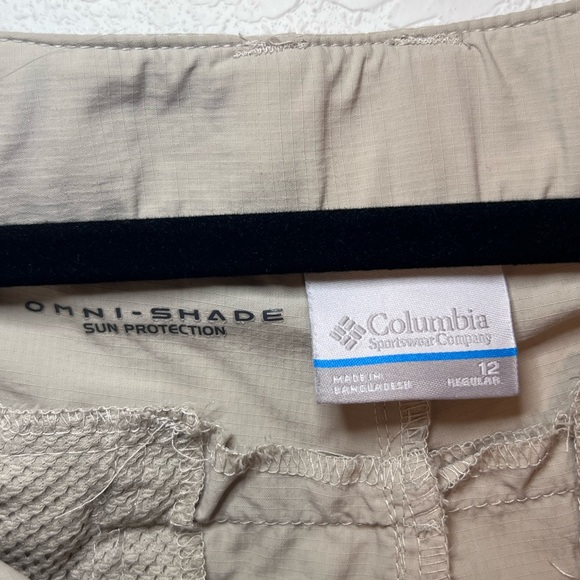 OMNI-SHADE
SUN PROTECTION
Columbia
Sportswear Company
MADE IN
BANGLADESH
12
REGULAR